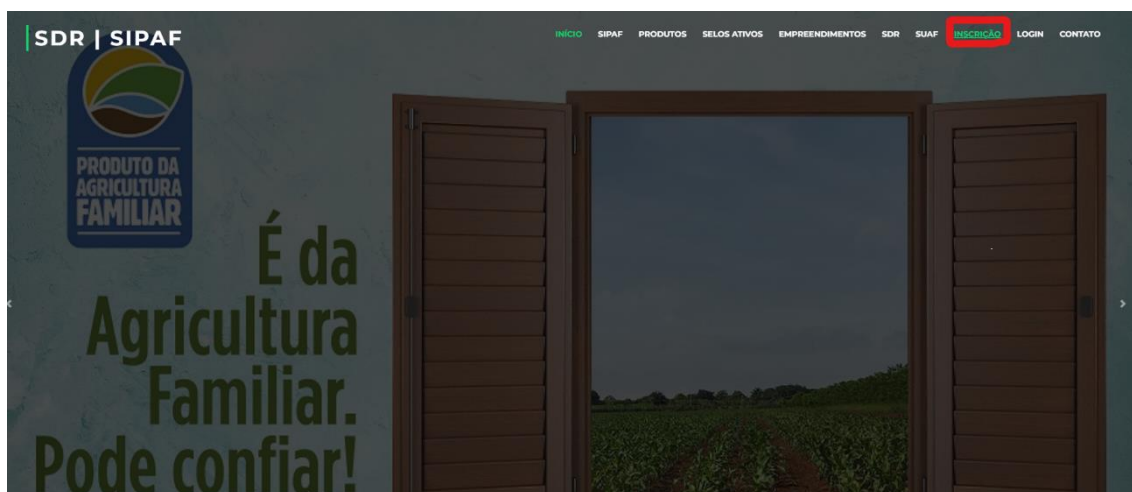 SDR | SIPAF
INÍCIO SIPAF PRODUTOS SELOS ATIVOS EMPREENDIMENTOS SDR SUAF INSCRIÇÃO LOGIN CONTATO
PRODUTO DA
AGRICULTURA
FAMILIAR
É da
Agricultura
Familiar.
Pode confiar!